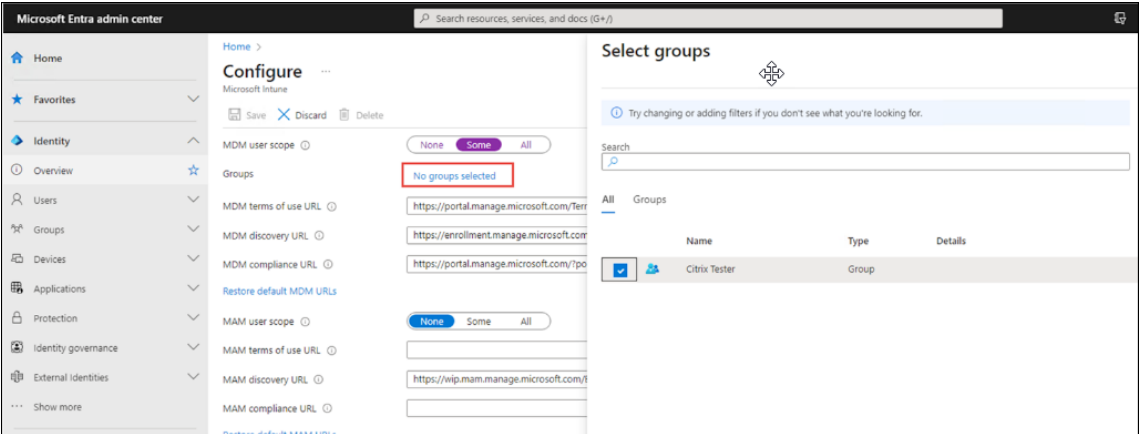 Microsoft Entra admin center
Search resources, services, and docs (G+/)
Home
Favorites
Identity
Overview
Users
Groups
Devices
Applications
Protection
Identity governance
External Identities
Show more
Home >
Configure ...
Microsoft Intune
Save Discard Delete
MDM user scope None Some All
Groups No groups selected
MDM terms of use URL https://portal.manage.microsoft.com/Terr
MDM discovery URL https://enrollment.manage.microsoft.com
MDM compliance URL https://portal.manage.microsoft.com/?po
Restore default MDM URLs
MAM user scope None Some All
MAM terms of use URL
MAM discovery URL https://wip.mam.manage.microsoft.com/E
MAM compliance URL
Restore default MAM URLs
Select groups
Try changing or adding filters if you don't see what you're looking for.
Search
All Groups
Name Type Details
Citrix Tester Group